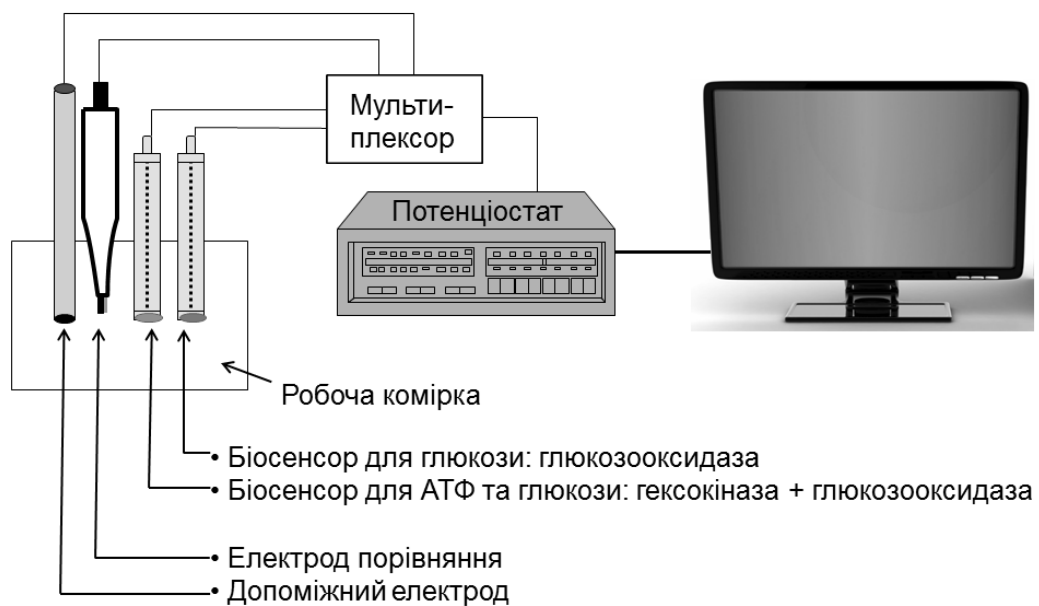 Мульти-
плексор
Потенціостат
Робоча комірка
• Біосенсор для глюкози: глюкозооксидаза
• Біосенсор для АТФ та глюкози: гексокіназа + глюкозооксидаза
• Електрод порівняння
• Допоміжний електрод